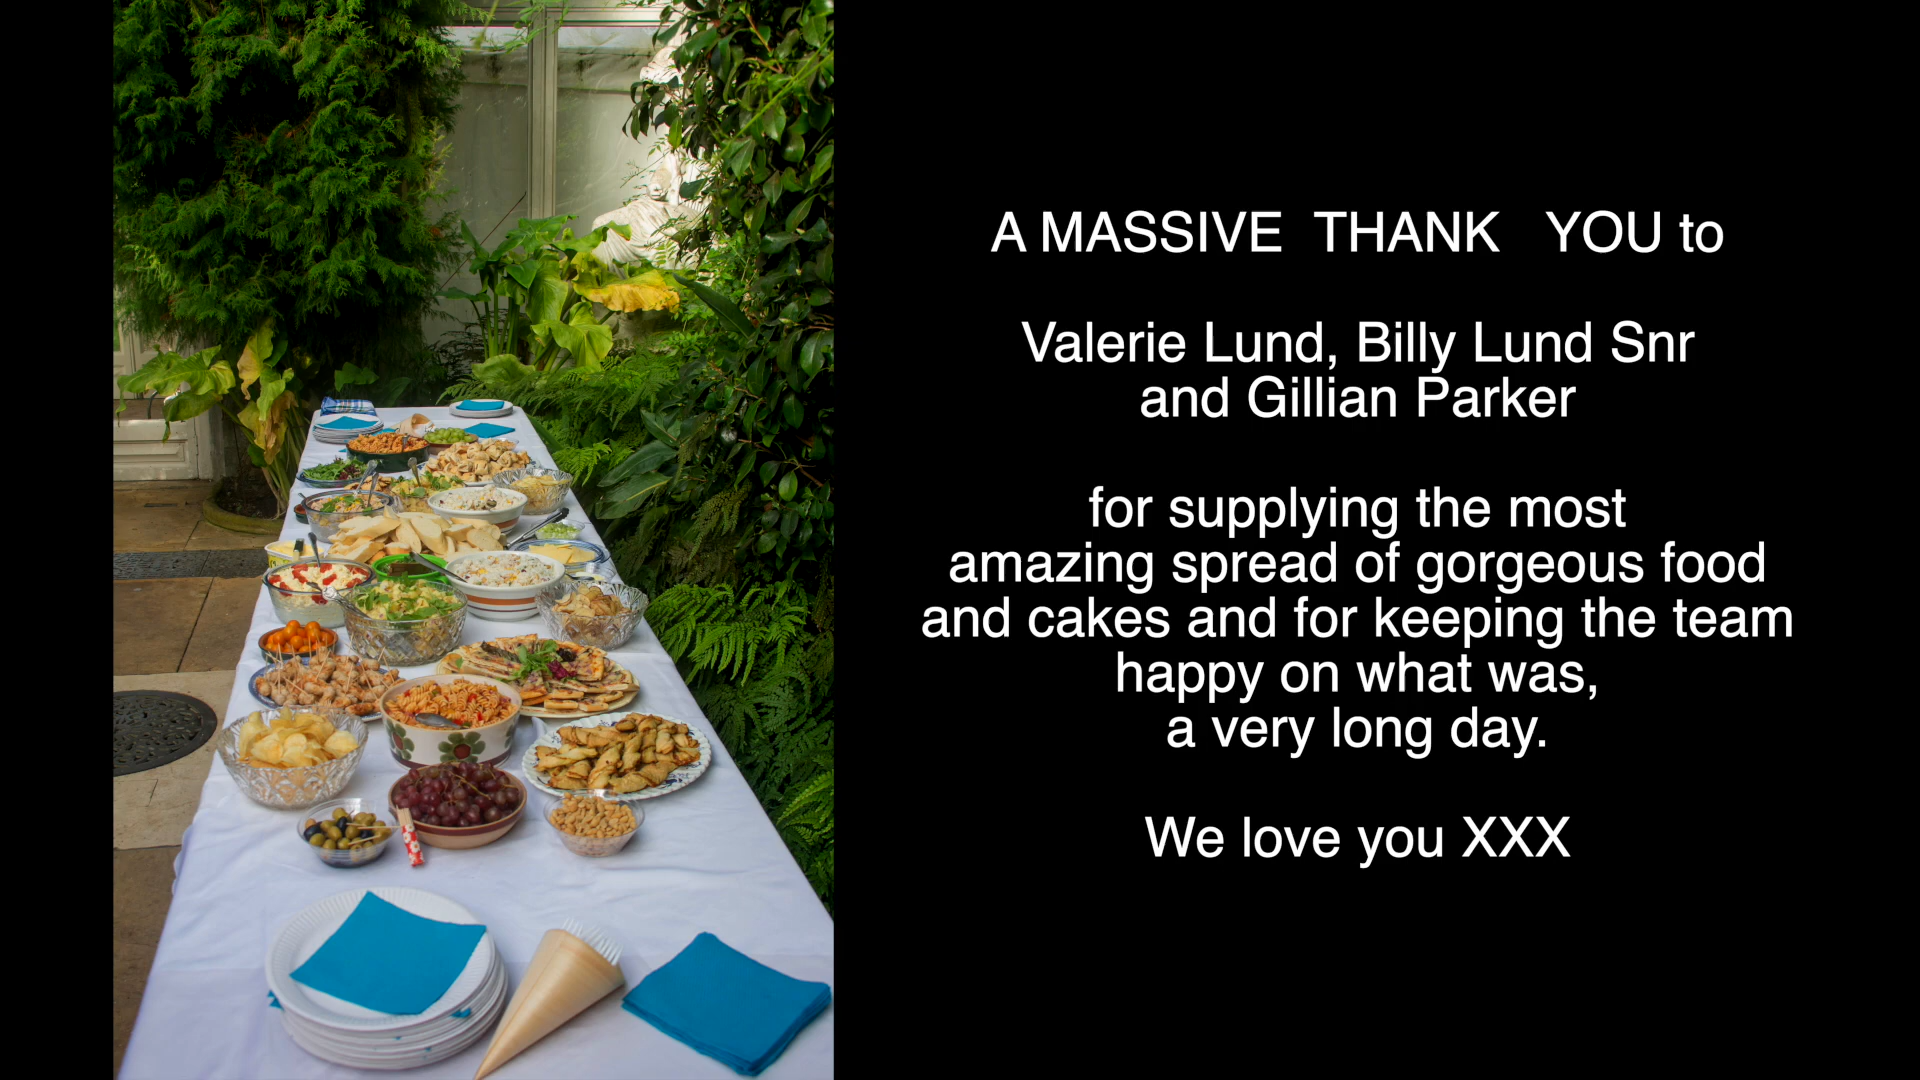 A MASSIVE  THANK   YOU to
Valerie Lund, Billy Lund Snr
and Gillian Parker
for supplying the most
amazing spread of gorgeous food
and cakes and for keeping the team
happy on what was,
a very long day.
We love you XXX